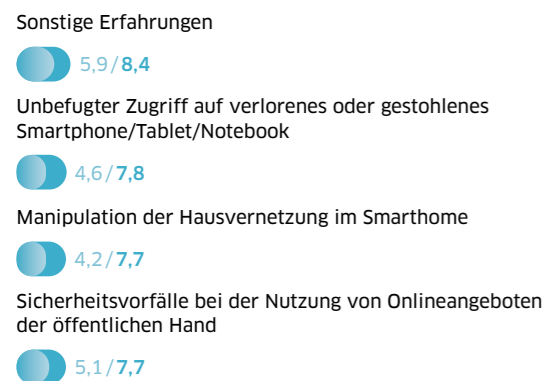 Sonstige Erfahrungen
5,9/8,4
Unbefugter Zugriff auf verlorenes oder gestohlenes
Smartphone/Tablet/Notebook
4,6/7,8
Manipulation der Hausvernetzung im Smarthome
4,2/7,7
Sicherheitsvorfälle bei der Nutzung von Onlineangeboten
der öffentlichen Hand
5,1/7,7